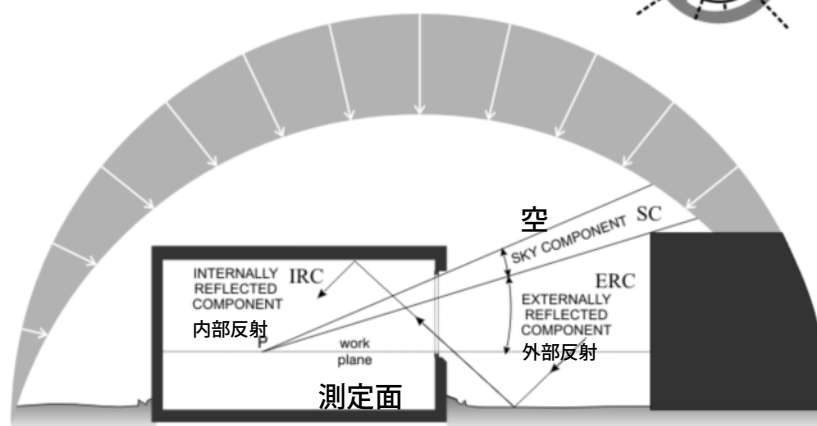 空
SKY COMPONENT SC
INTERNALLY
REFLECTED
COMPONENT
IRC
内部反射
P
work
plane
測定面
ERC
EXTERNALLY
REFLECTED
COMPONENT
外部反射